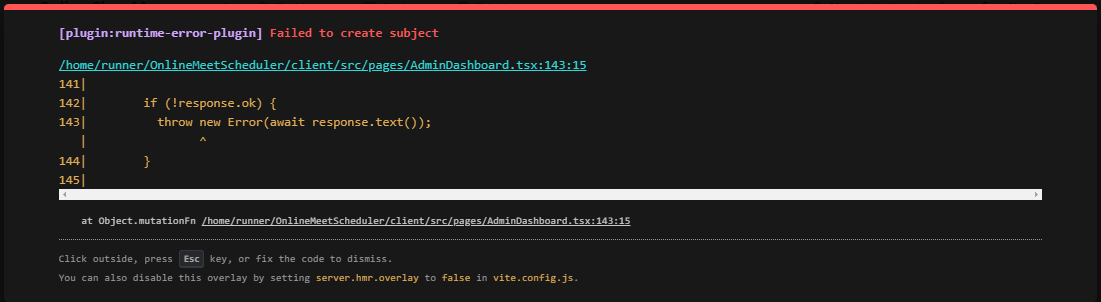 [plugin:runtime-error-plugin] Failed to create subject
/home/runner/OnlineMeetScheduler/client/src/pages/AdminDashboard.tsx:143:15
141|
142|        if (!response.ok) {
143|          throw new Error(await response.text());
   |                ^
144|        }
145|
at Object.mutationFn /home/runner/OnlineMeetScheduler/client/src/pages/AdminDashboard.tsx:143:15
Click outside, press Esc key, or fix the code to dismiss.
You can also disable this overlay by setting server.hmr.overlay to false in vite.config.js.